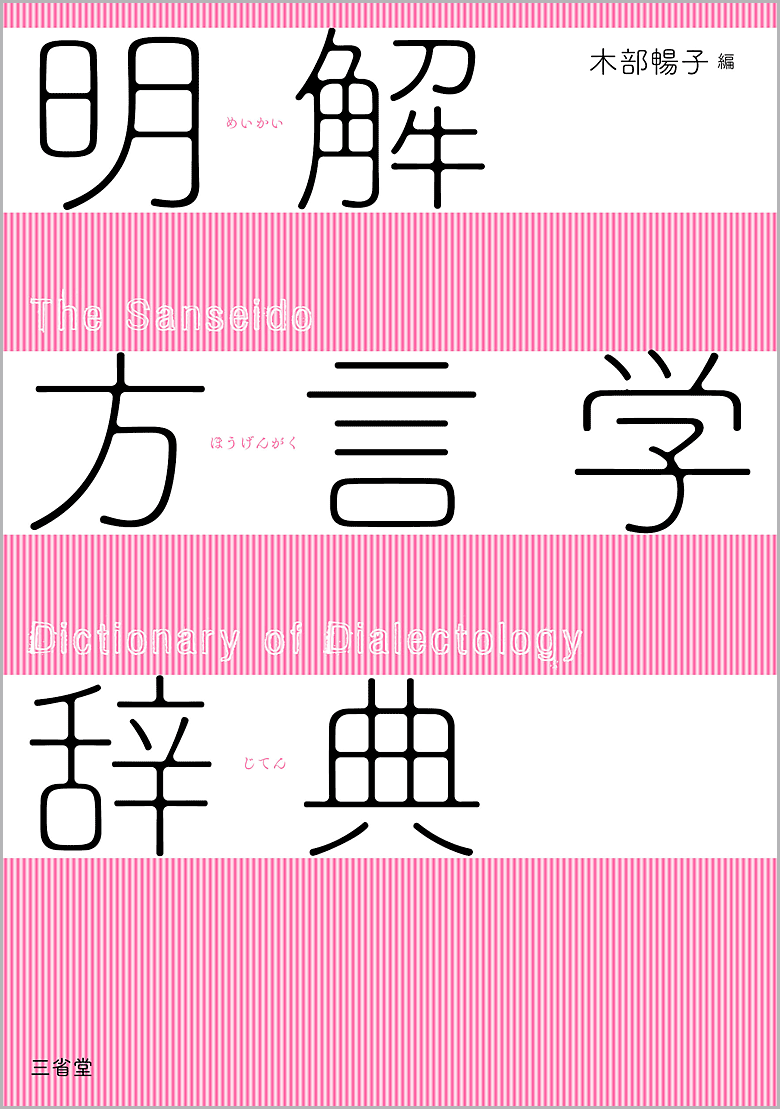 明解
めいかい
木部暢子 編
The Sanseido
方言学
ほうげんがく
Dictionary of Dialectology
辞典
じてん
三省堂